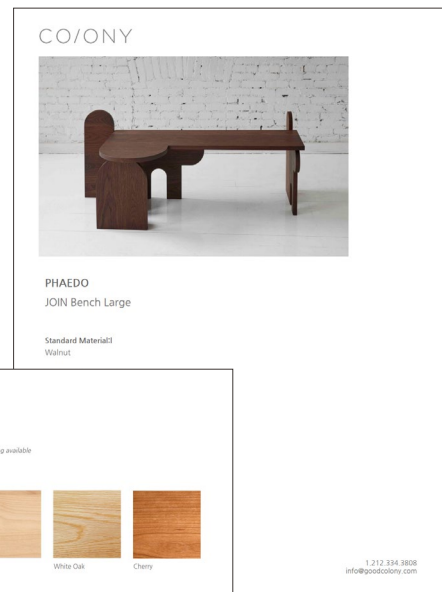 CO/ONY
PHAEDO
JOIN Bench Large
Standard Material:l
Walnut
g available
White Oak
Cherry
1.212.334.3808
info@goodcolony.com